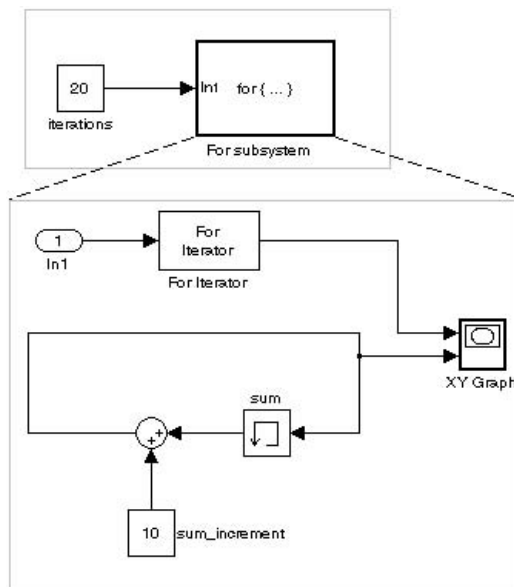 20
iterations
In1
for { ... }
For subsystem
1
In1
For
Iterator
For Iterator
XY Graph
sum
+
+
10
sum_increment